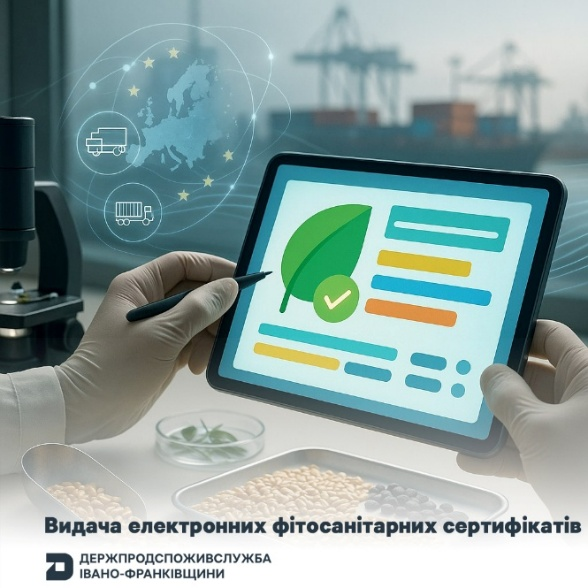 Видача електронних фітосанітарних сертифікатів
ДЕРЖПРОДСПОЖИВСЛУЖБА
ІВАНО-ФРАНКІВЩИНИ